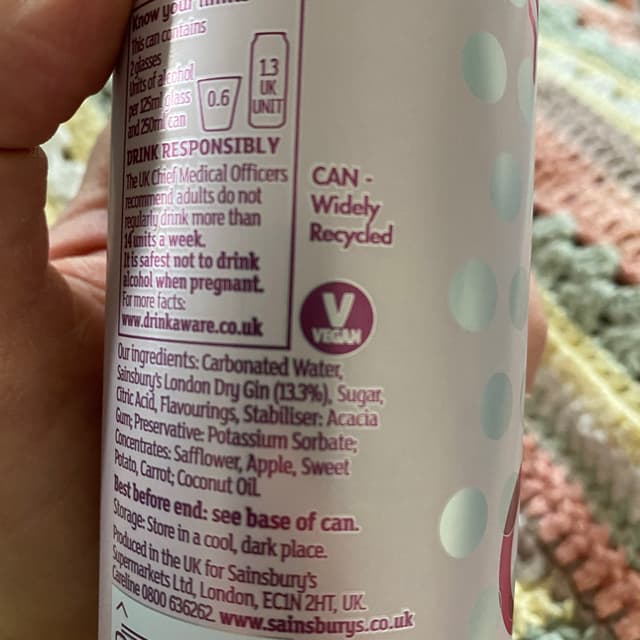 Know your limits
This can contains
2 glasses
Units of alcohol
per 125ml glass
and 250ml can
0.6
1.3
UK
UNIT
DRINK RESPONSIBLY
The UK Chief Medical Officers
recommend adults do not
regularly drink more than
14 units a week.
It is safest not to drink
alcohol when pregnant.
For more facts:
www.drinkaware.co.uk
CAN -
Widely
Recycled
V
VEGAN
Our ingredients: Carbonated Water,
Sainsbury's London Dry Gin (13.3%), Sugar,
Citric Acid, Flavourings, Stabiliser: Acacia
Gum; Preservative: Potassium Sorbate;
Concentrates: Safflower, Apple, Sweet
Potato, Carrot; Coconut Oil.
Best before end: see base of can.
Storage: Store in a cool, dark place.
Produced in the UK for Sainsbury's
Supermarkets Ltd, London, EC1N 2HT, UK.
Careline 0800 636262. www.sainsburys.co.uk